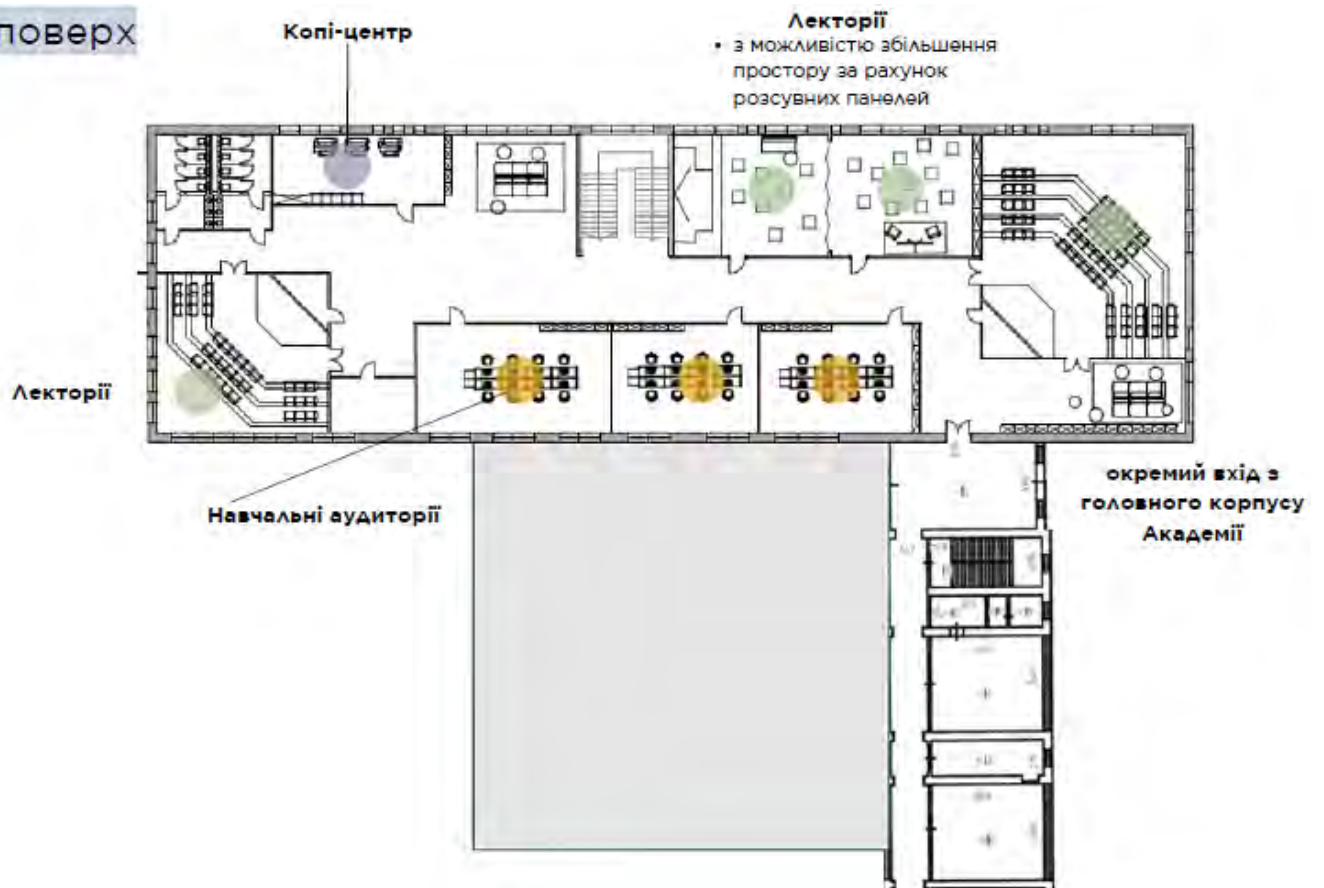 поверх
Копі-центр
Лекторії
• з можливістю збільшення
простору за рахунок
розсувних панелей
Лекторії
Навчальні аудиторії
окремий вхід з
головного корпусу
Академії